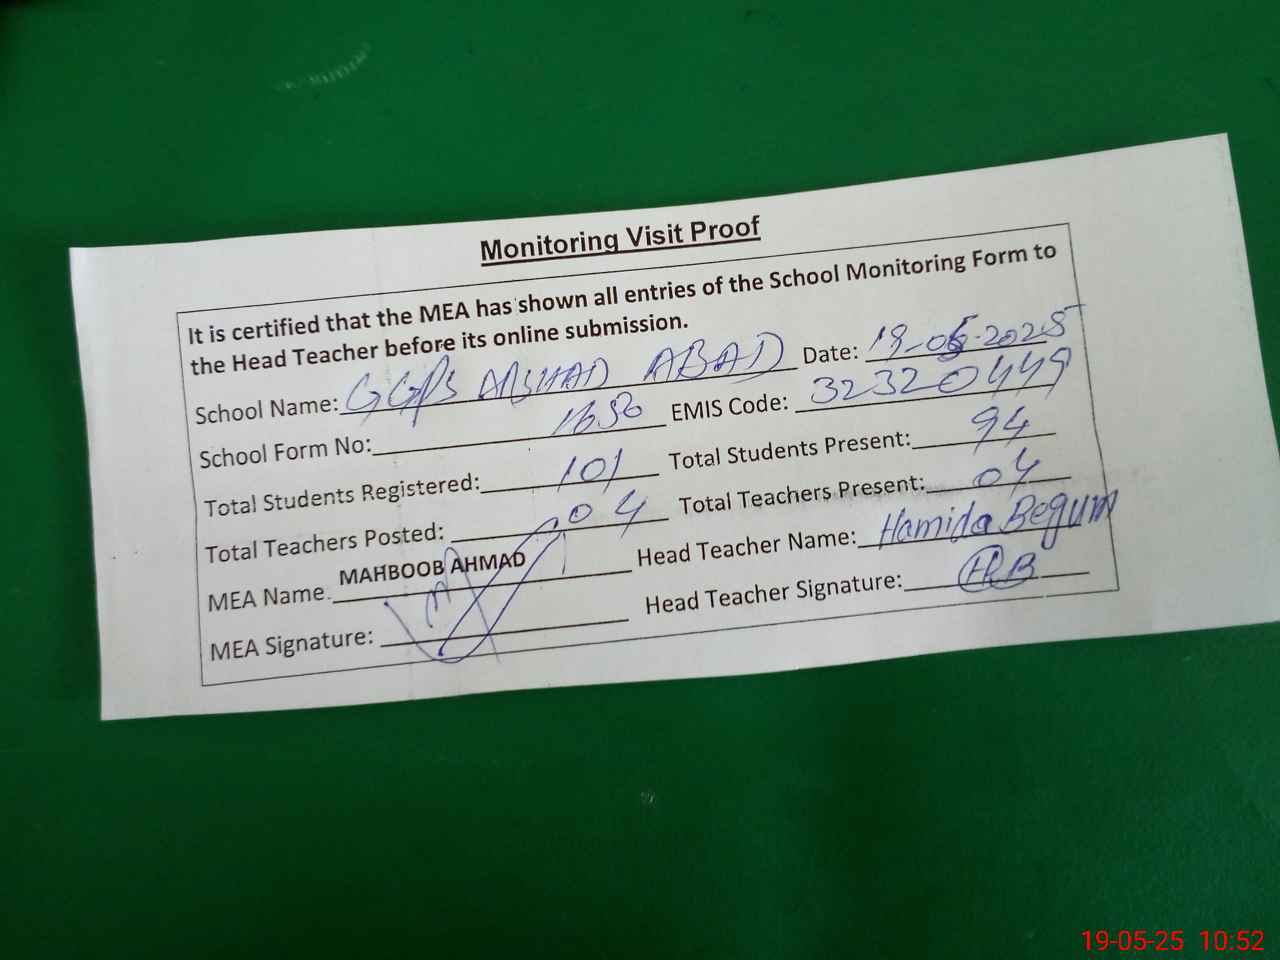 Monitoring Visit Proof
It is certified that the MEA has shown all entries of the School Monitoring Form to
the Head Teacher before its online submission.
School Name: GGPS ARSHAD ABAD Date: 19-05-2025
School Form No: 1650 EMIS Code: 32320449
Total Students Registered: 101 Total Students Present: 94
Total Teachers Posted: 04 Total Teachers Present: 04
MEA Name. MAHBOOB AHMAD Head Teacher Name: Hamida Begum
MEA Signature: Head Teacher Signature: HB
19-05-25 10:52